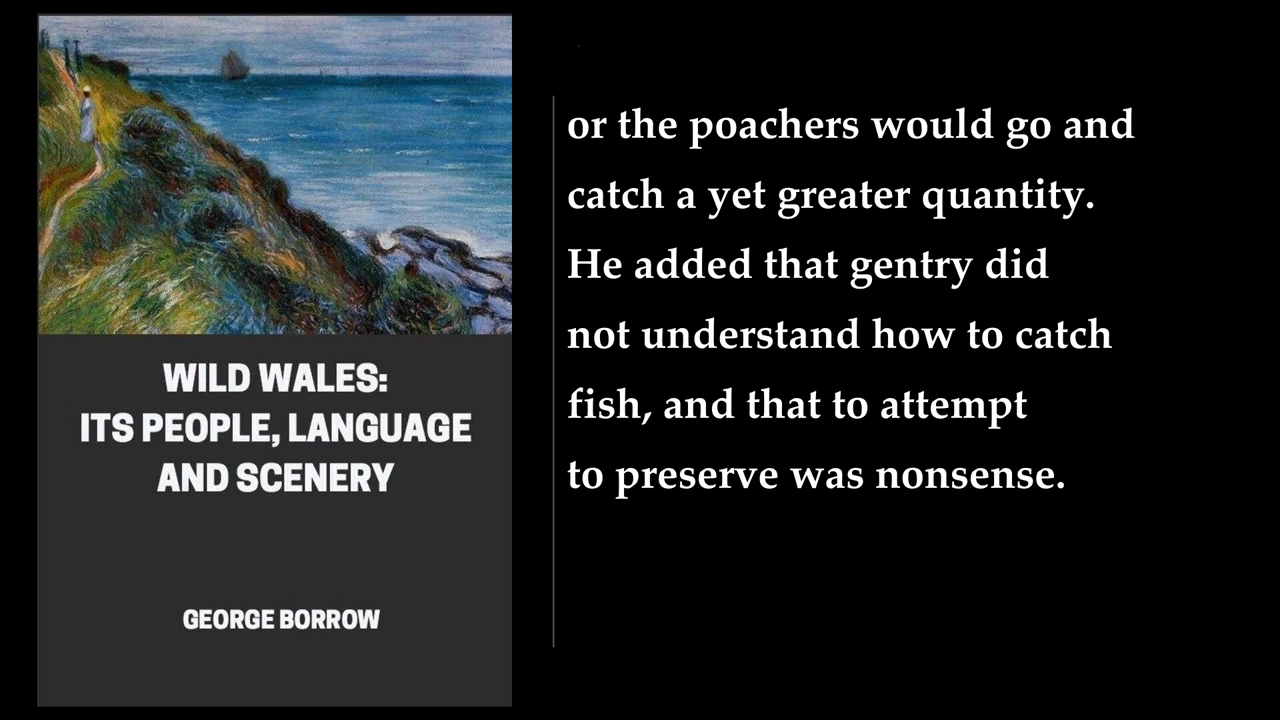 WILD WALES:
ITS PEOPLE, LANGUAGE
AND SCENERY
GEORGE BORROW
or the poachers would go and
catch a yet greater quantity.
He added that gentry did
not understand how to catch
fish, and that to attempt
to preserve was nonsense.